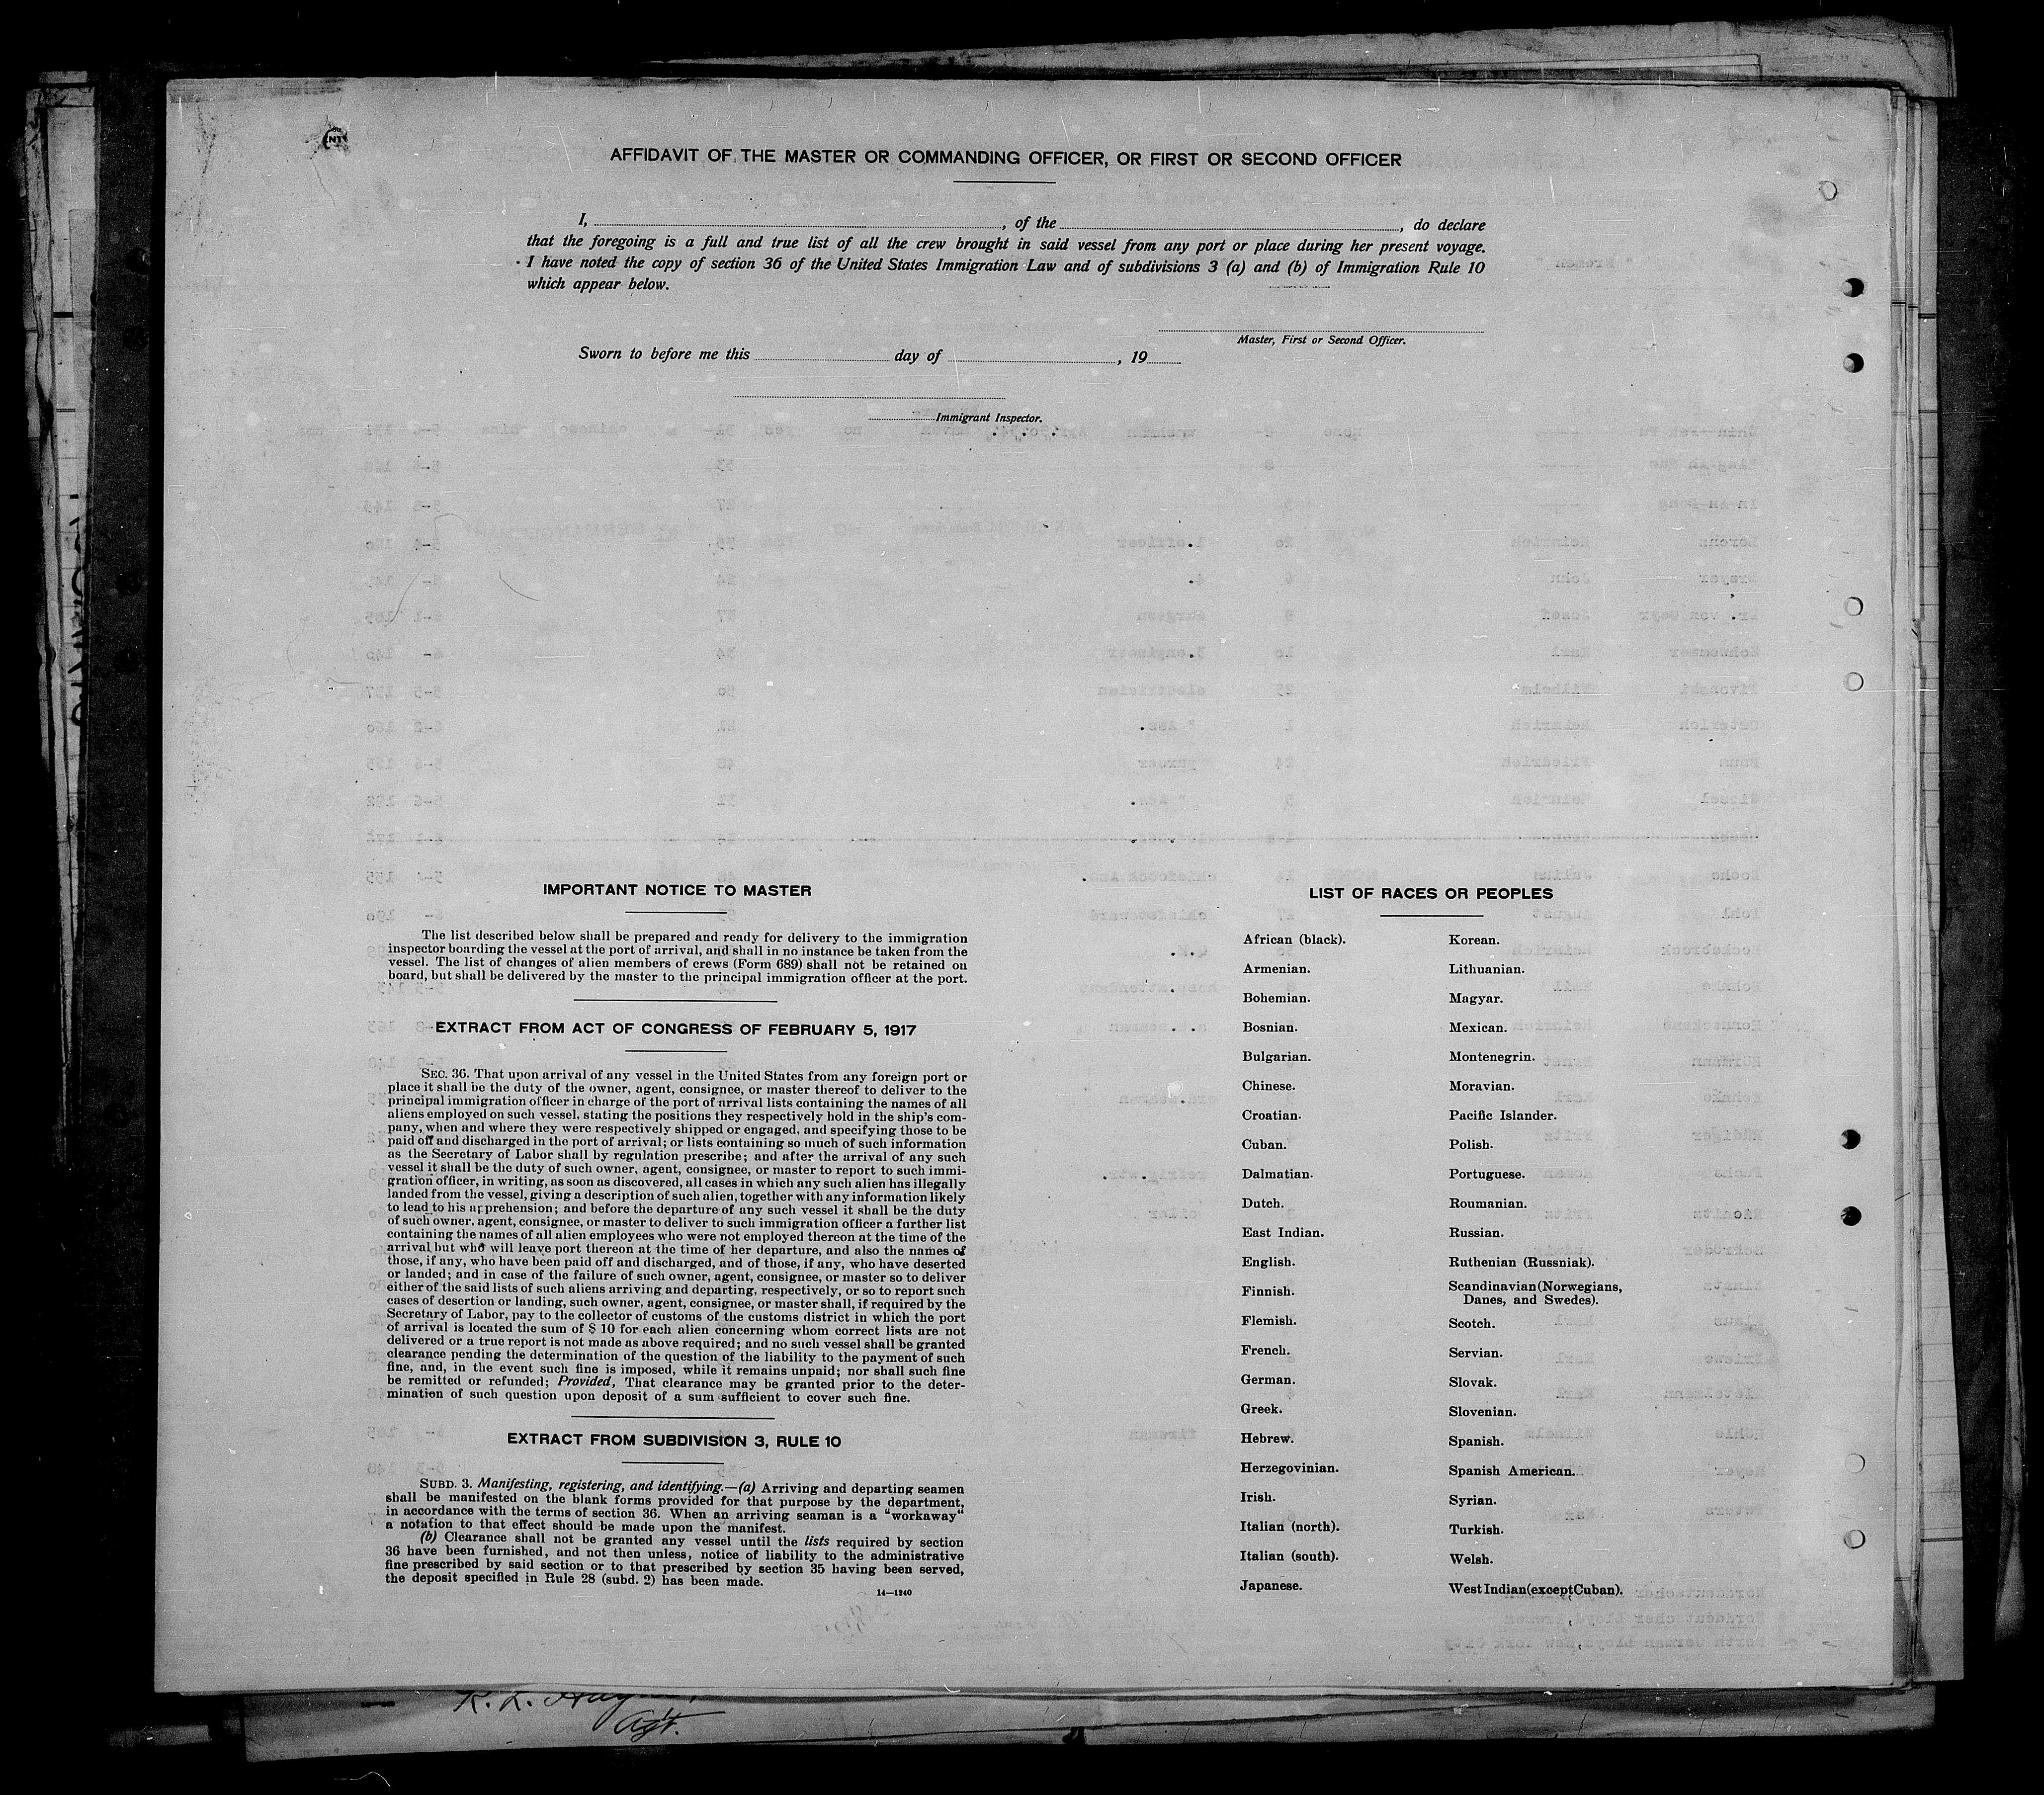 AFFIDAVIT OF THE MASTER OR COMMANDING OFFICER, OR FIRST OR SECOND OFFICER
I, , of the , do declare
that the foregoing is a full and true list of all the crew brought in said vessel from any port or place during her present voyage.
I have noted the copy of section 36 of the United States Immigration Law and of subdivisions 3 (a) and (b) of Immigration Rule 10
which appear below.
Master, First or Second Officer.
Sworn to before me this day of , 19
Immigrant Inspector.
IMPORTANT NOTICE TO MASTER
The list described below shall be prepared and ready for delivery to the immigration
inspector boarding the vessel at the port of arrival, and shall in no instance be taken from the
vessel. The list of changes of alien members of crews (Form 689) shall not be retained on
board, but shall be delivered by the master to the principal immigration officer at the port.
EXTRACT FROM ACT OF CONGRESS OF FEBRUARY 5, 1917
SEC. 36. That upon arrival of any vessel in the United States from any foreign port or
place it shall be the duty of the owner, agent, consignee, or master thereof to deliver to the
principal immigration officer in charge of the port of arrival lists containing the names of all
aliens employed on such vessel, stating the positions they respectively hold in the ship's com-
pany, when and where they were respectively shipped or engaged, and specifying those to be
paid off and discharged in the port of arrival; or lists containing so much of such information
as the Secretary of Labor shall by regulation prescribe; and after the arrival of any such
vessel it shall be the duty of such owner, agent, consignee, or master to report to such immi-
gration officer, in writing, as soon as discovered, all cases in which any such alien has illegally
landed from the vessel, giving a description of such alien, together with any information likely
to lead to his apprehension; and before the departure of any such vessel it shall be the duty
of such owner, agent, consignee, or master to deliver to such immigration officer a further list
containing the names of all alien employees who were not employed thereon at the time of the
arrival but who will leave port thereon at the time of her departure, and also the names of
those, if any, who have been paid off and discharged, and of those, if any, who have deserted
or landed; and in case of the failure of such owner, agent, consignee, or master so to deliver
either of the said lists of such aliens arriving and departing, respectively, or so to report such
cases of desertion or landing, such owner, agent, consignee, or master shall, if required by the
Secretary of Labor, pay to the collector of customs of the customs district in which the port
of arrival is located the sum of $ 10 for each alien concerning whom correct lists are not
delivered or a true report is not made as above required; and no such vessel shall be granted
clearance pending the determination of the question of the liability to the payment of such
fine, and, in the event such fine is imposed, while it remains unpaid; nor shall such fine
be remitted or refunded; Provided, That clearance may be granted prior to the deter-
mination of such question upon deposit of a sum sufficient to cover such fine.
EXTRACT FROM SUBDIVISION 3, RULE 10
SUBD. 3. Manifesting, registering, and identifying.—(a) Arriving and departing seamen
shall be manifested on the blank forms provided for that purpose by the department,
in accordance with the terms of section 36. When an arriving seaman is a "workaway"
a notation to that effect should be made upon the manifest.
(b) Clearance shall not be granted any vessel until the lists required by section
36 have been furnished, and not then unless, notice of liability to the administrative
fine prescribed by said section or to that prescribed by section 35 having been served,
the deposit specified in Rule 28 (subd. 2) has been made.
14—1240
LIST OF RACES OR PEOPLES
African (black).
Armenian.
Bohemian.
Bosnian.
Bulgarian.
Chinese.
Croatian.
Cuban.
Dalmatian.
Dutch.
East Indian.
English.
Finnish.
Flemish.
French.
German.
Greek.
Hebrew.
Herzegovinian.
Irish.
Italian (north).
Italian (south).
Japanese.
Korean.
Lithuanian.
Magyar.
Mexican.
Montenegrin.
Moravian.
Pacific Islander.
Polish.
Portuguese.
Roumanian.
Russian.
Ruthenian (Russniak).
Scandinavian (Norwegians,
Danes, and Swedes).
Scotch.
Servian.
Slovak.
Slovenian.
Spanish.
Spanish American.
Syrian.
Turkish.
Welsh.
West Indian (except Cuban).
Agt.